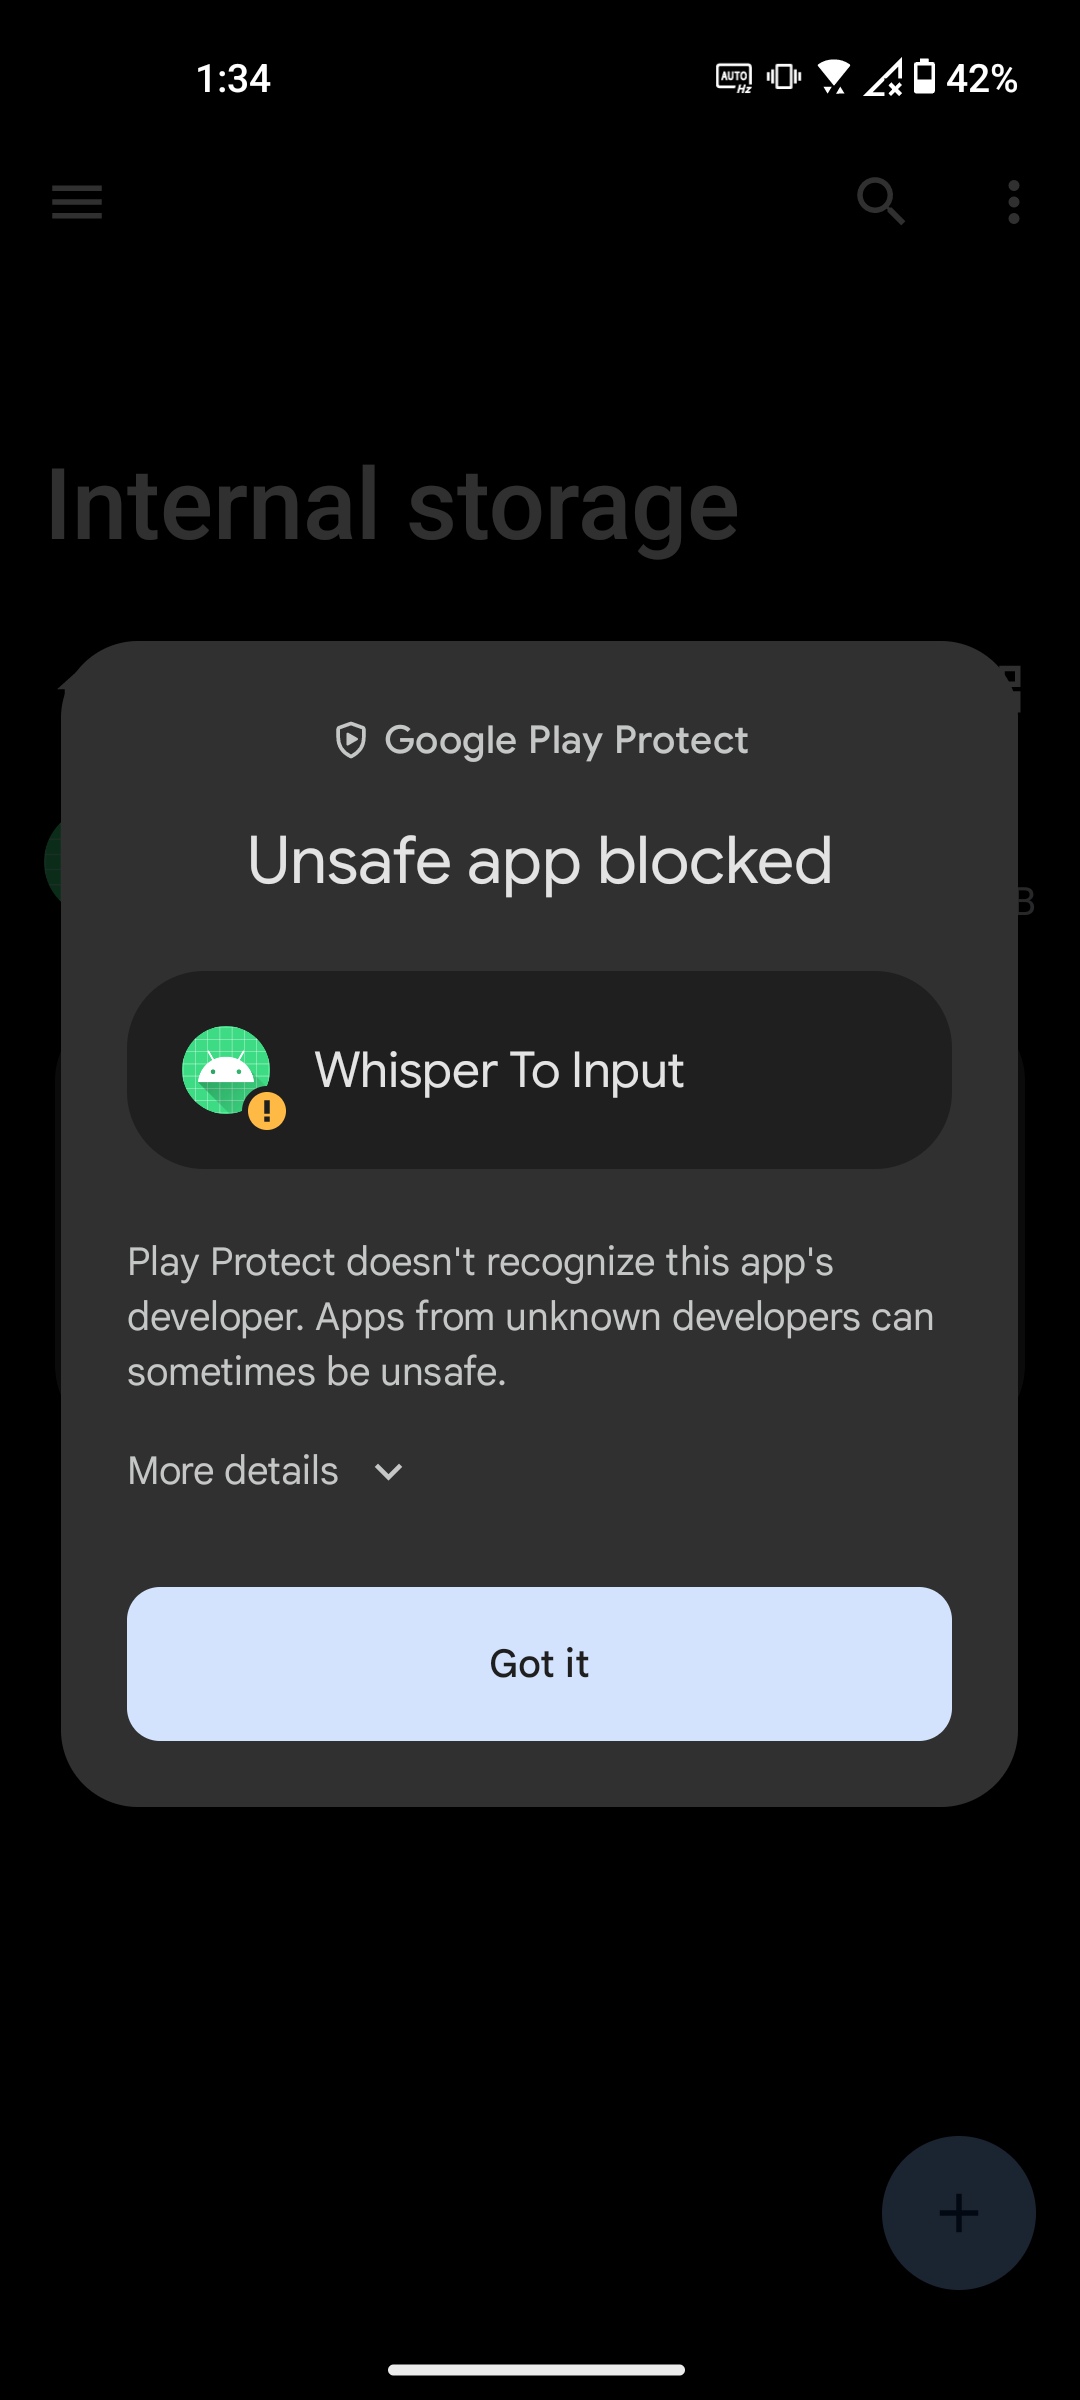 1:34
AUTO Hz 42%
Internal storage
B
Google Play Protect
Unsafe app blocked
Whisper To Input
Play Protect doesn't recognize this app's
developer. Apps from unknown developers can
sometimes be unsafe.
More details
Got it